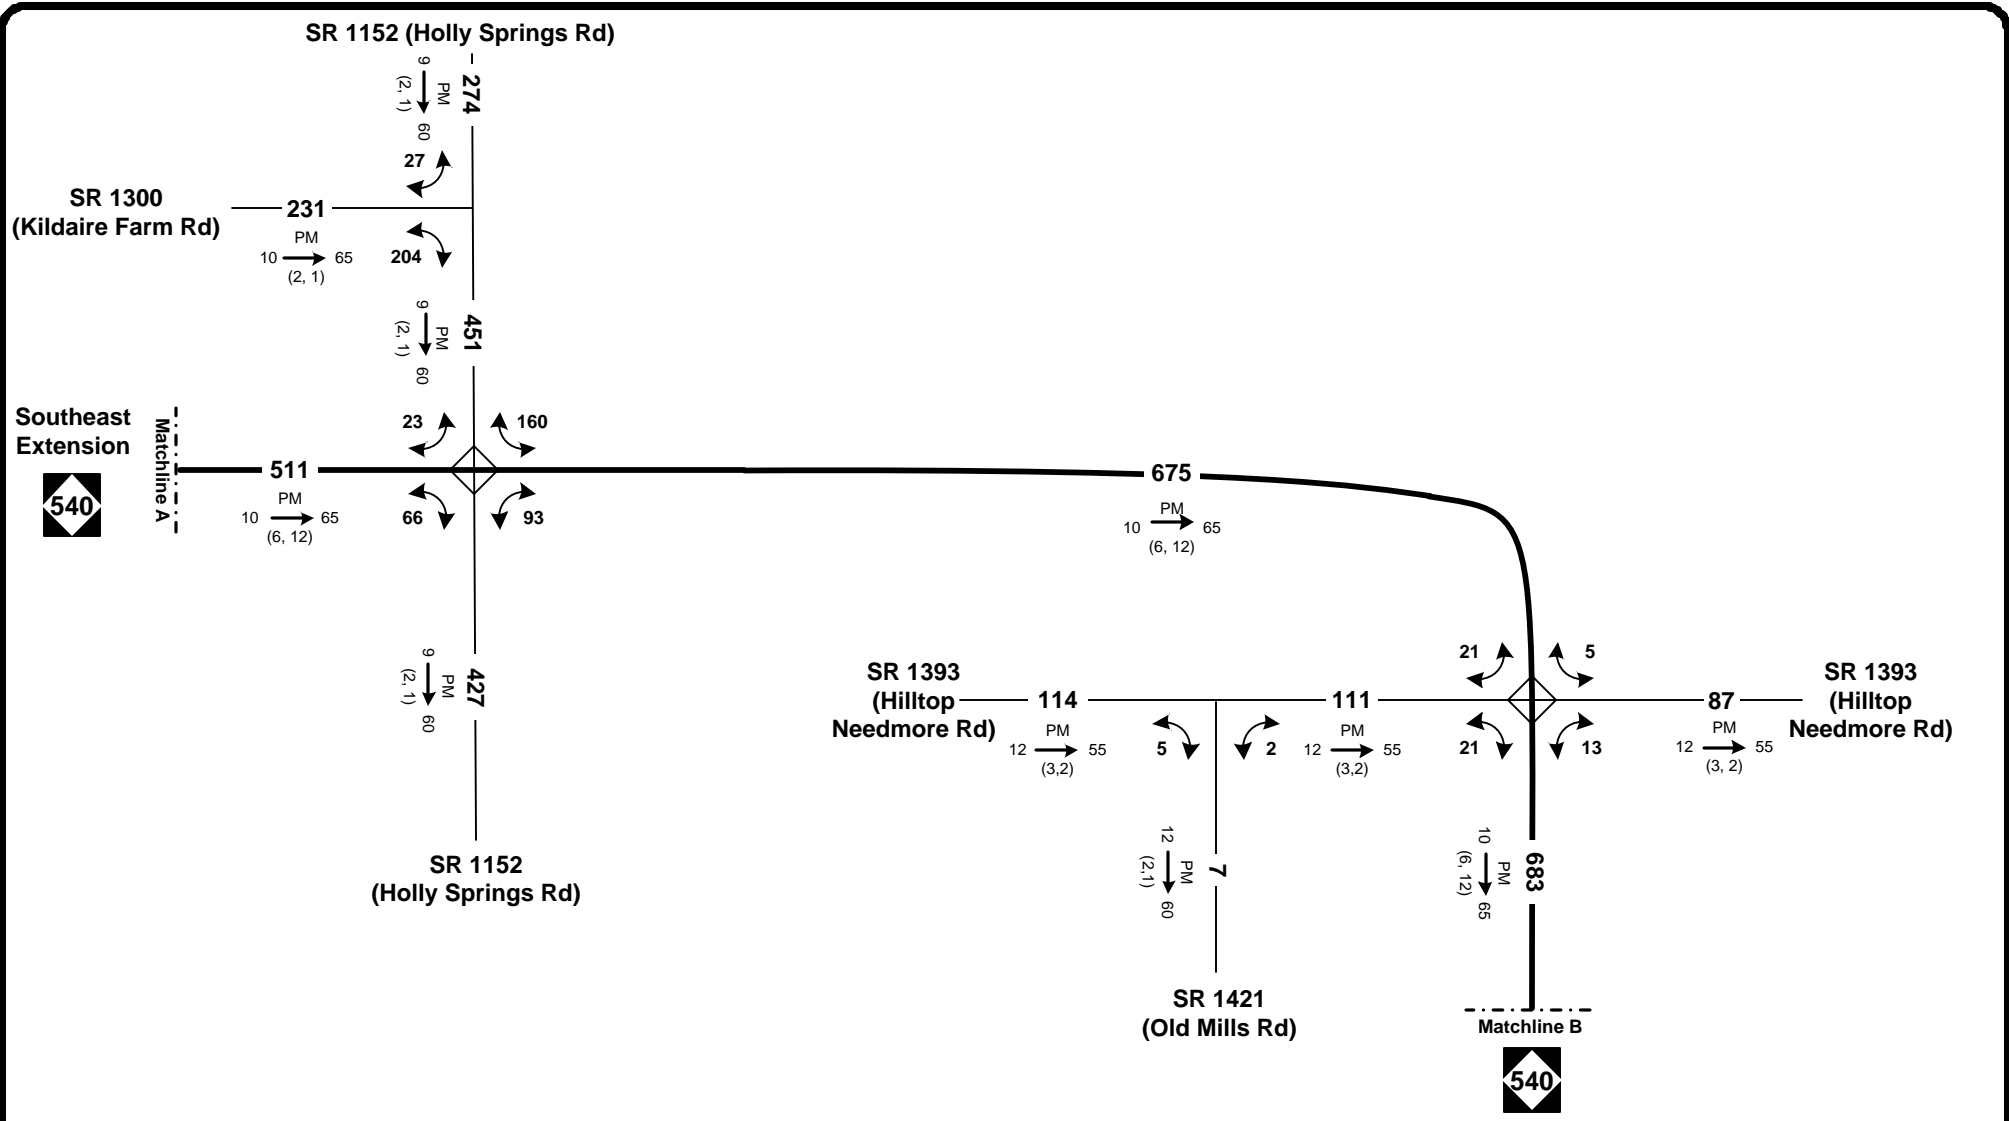 SR 1152 (Holly Springs Rd)
9
PM
(2, 1)
60
274
27
SR 1300
(Kildaire Farm Rd)
231
PM
10 65
(2, 1)
204
9
PM
(2, 1)
60
451
Southeast
Extension
540
Matchline A
511
PM
10 65
(6, 12)
23
160
66
93
675
PM
10 65
(6, 12)
9
PM
(2, 1)
60
427
SR 1152
(Holly Springs Rd)
SR 1393
(Hilltop
Needmore Rd)
114
PM
12 55
(3,2)
5
2
111
PM
12 55
(3,2)
21
5
21
13
87
PM
12 55
(3, 2)
SR 1393
(Hilltop
Needmore Rd)
12
PM
(2,1)
60
7
SR 1421
(Old Mills Rd)
10
PM
(6, 12)
65
683
Matchline B
540